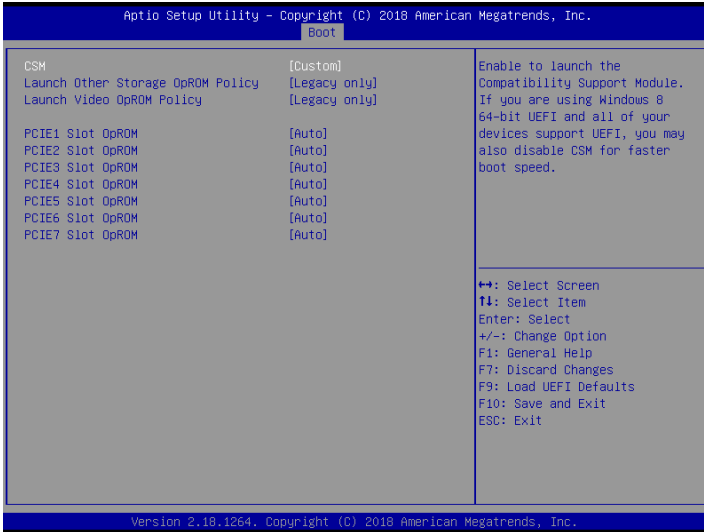 Aptio Setup Utility – Copyright (C) 2018 American Megatrends, Inc.
Boot
CSM [Custom]
Launch Other Storage OpROM Policy [Legacy only]
Launch Video OpROM Policy [Legacy only]
PCIE1 Slot OpROM [Auto]
PCIE2 Slot OpROM [Auto]
PCIE3 Slot OpROM [Auto]
PCIE4 Slot OpROM [Auto]
PCIE5 Slot OpROM [Auto]
PCIE6 Slot OpROM [Auto]
PCIE7 Slot OpROM [Auto]
Enable to launch the
Compatibility Support Module.
If you are using Windows 8
64-bit UEFI and all of your
devices support UEFI, you may
also disable CSM for faster
boot speed.
↔: Select Screen
↑↓: Select Item
Enter: Select
+/-: Change Option
F1: General Help
F7: Discard Changes
F9: Load UEFI Defaults
F10: Save and Exit
ESC: Exit
Version 2.18.1264. Copyright (C) 2018 American Megatrends, Inc.